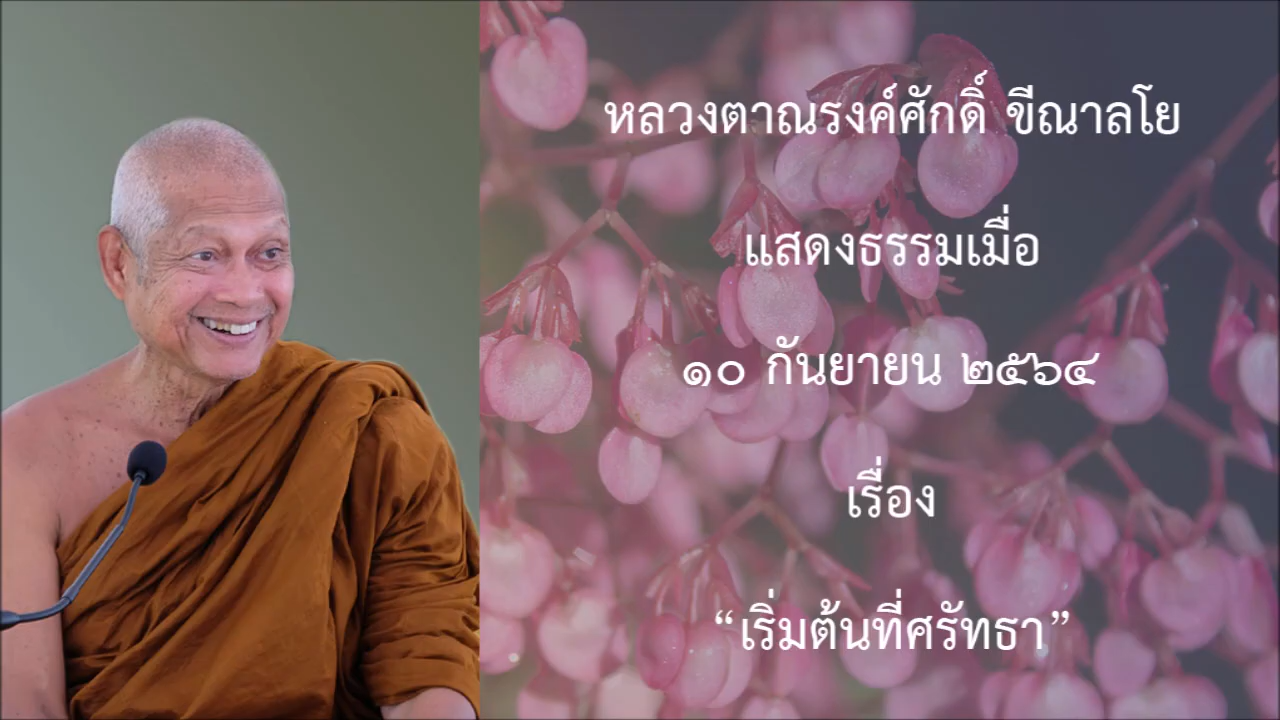 หลวงตาณรงค์ศักดิ์ ขีณาลโย
แสดงธรรมเมื่อ
๑๐ กันยายน ๒๕๖๔
เรื่อง
“เริ่มต้นที่ศรัทธา”